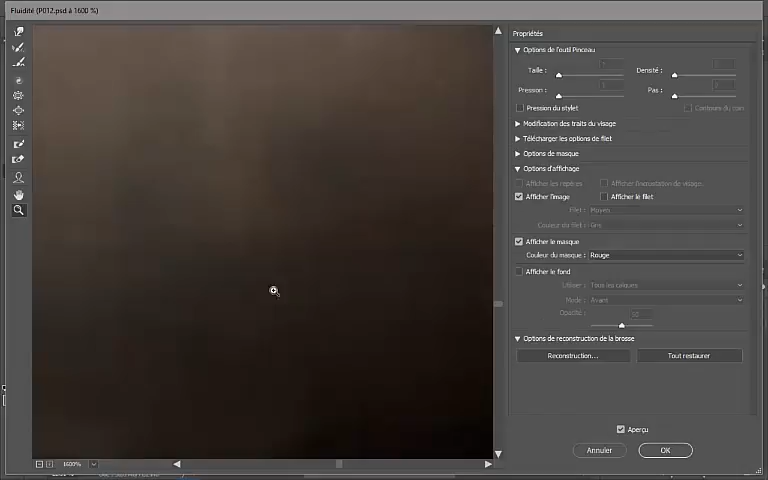 Fluidité (P012.psd à 1600 %)
Propriétés
Options de l'outil Pinceau
Taille :
Densité :
Pression :
Pas :
Pression du stylet
Contours du coin
Modification des traits du visage
Télécharger les options de filet
Options de masque
Options d'affichage
Afficher les repères
Afficher l'incrustation de visage.
Afficher l'image
Afficher le filet
Filet : Moyen
Couleur du filet : Gris
Afficher le masque
Couleur du masque : Rouge
Afficher le fond
Utiliser : Tous les calques
Mode : Avant
Opacité :
50
Options de reconstruction de la brosse
Reconstruction...
Tout restaurer
Aperçu
Annuler
OK
1600%